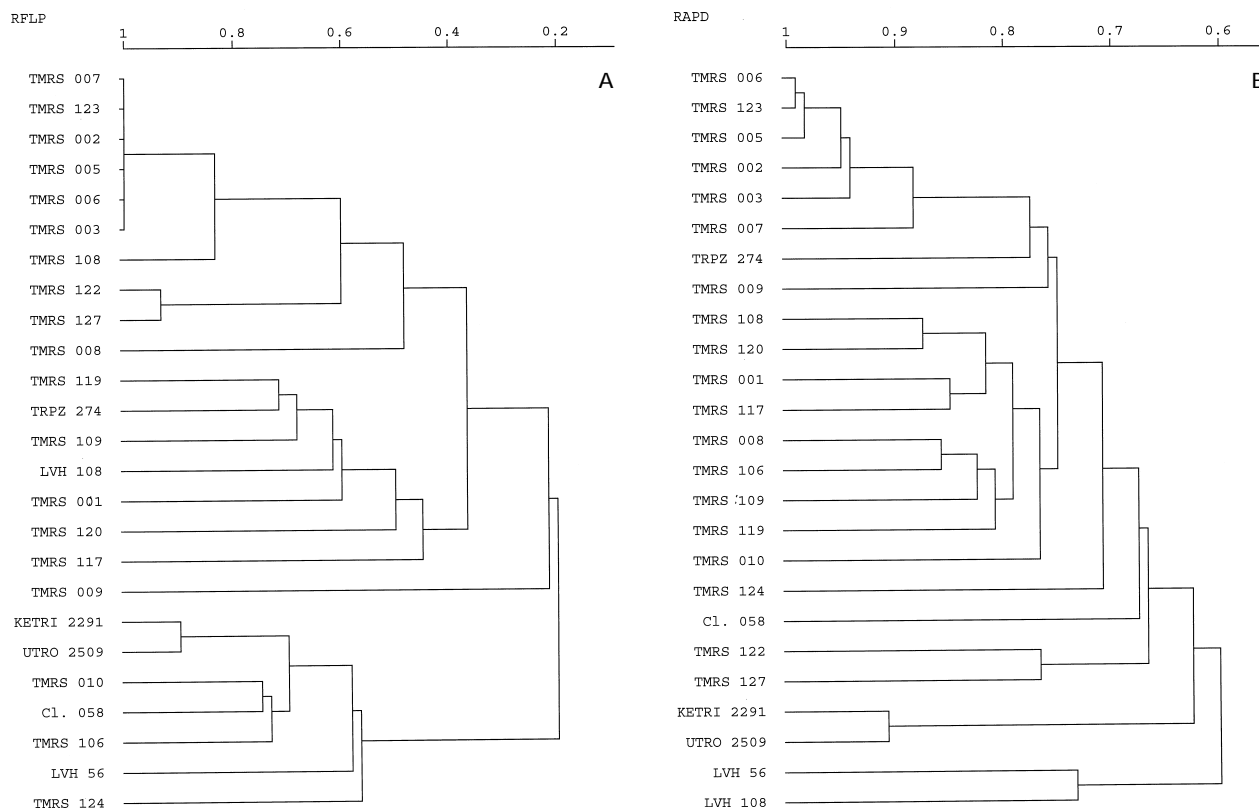 RFLP
1 0.8 0.6 0.4 0.2
A
TMRS 007
TMRS 123
TMRS 002
TMRS 005
TMRS 006
TMRS 003
TMRS 108
TMRS 122
TMRS 127
TMRS 008
TMRS 119
TRPZ 274
TMRS 109
LVH 108
TMRS 001
TMRS 120
TMRS 117
TMRS 009
KETRI 2291
UTRO 2509
TMRS 010
Cl. 058
TMRS 106
LVH 56
TMRS 124
RAPD
1 0.9 0.8 0.7 0.6
B
TMRS 006
TMRS 123
TMRS 005
TMRS 002
TMRS 003
TMRS 007
TRPZ 274
TMRS 009
TMRS 108
TMRS 120
TMRS 001
TMRS 117
TMRS 008
TMRS 106
TMRS 109
TMRS 119
TMRS 010
TMRS 124
Cl. 058
TMRS 122
TMRS 127
KETRI 2291
UTRO 2509
LVH 56
LVH 108